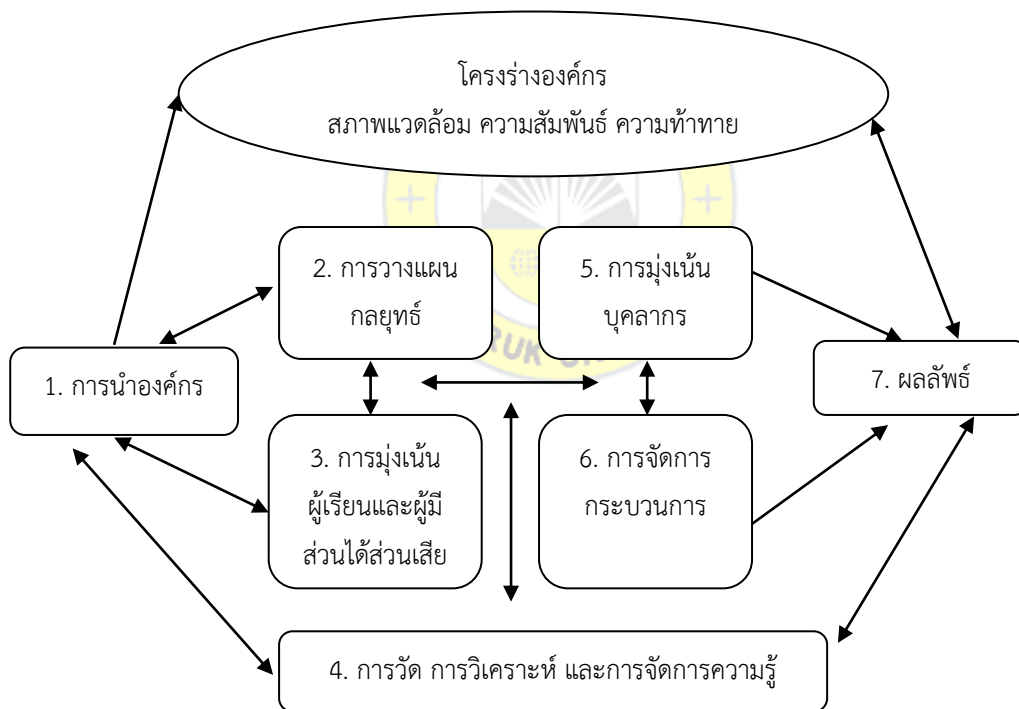 โครงร่างองค์กร
สภาพแวดล้อม ความสัมพันธ์ ความท้าทาย
2. การวางแผน
กลยุทธ์
5. การมุ่งเน้น
บุคลากร
1. การนำองค์กร
7. ผลลัพธ์
3. การมุ่งเน้น
ผู้เรียนและผู้มี
ส่วนได้ส่วนเสีย
6. การจัดการ
กระบวนการ
4. การวัด การวิเคราะห์ และการจัดการความรู้